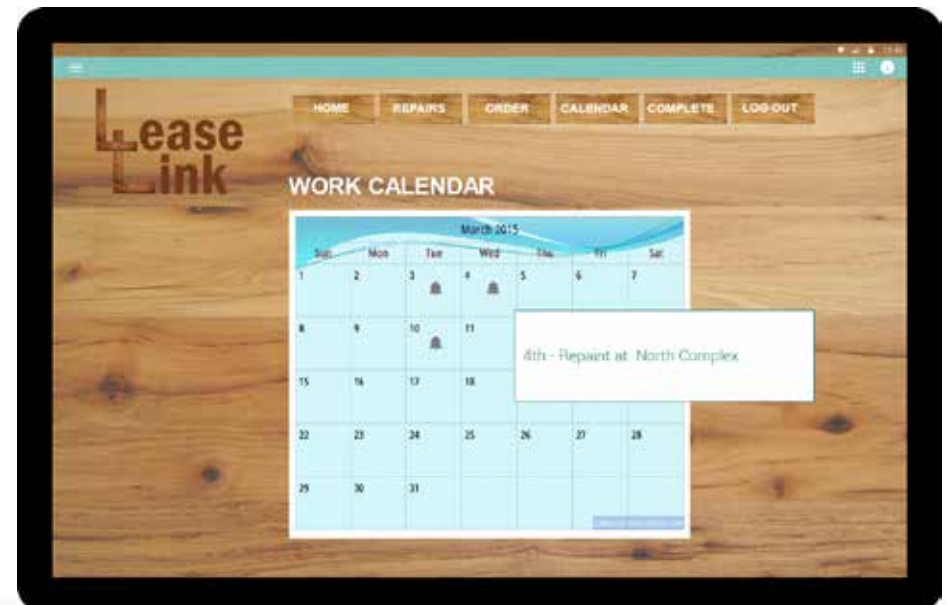 Lease
Link
HOME REPAIRS ORDER CALENDAR COMPLETE LOG OUT
WORK CALENDAR
March 2015
Sun Mon Tue Wed Thu Fri Sat
1 2 3 4 5 6 7
8 9 10 11
4th - Repaint at North Complex
15 16 17 18
22 23 24 25 26 27 28
29 30 31